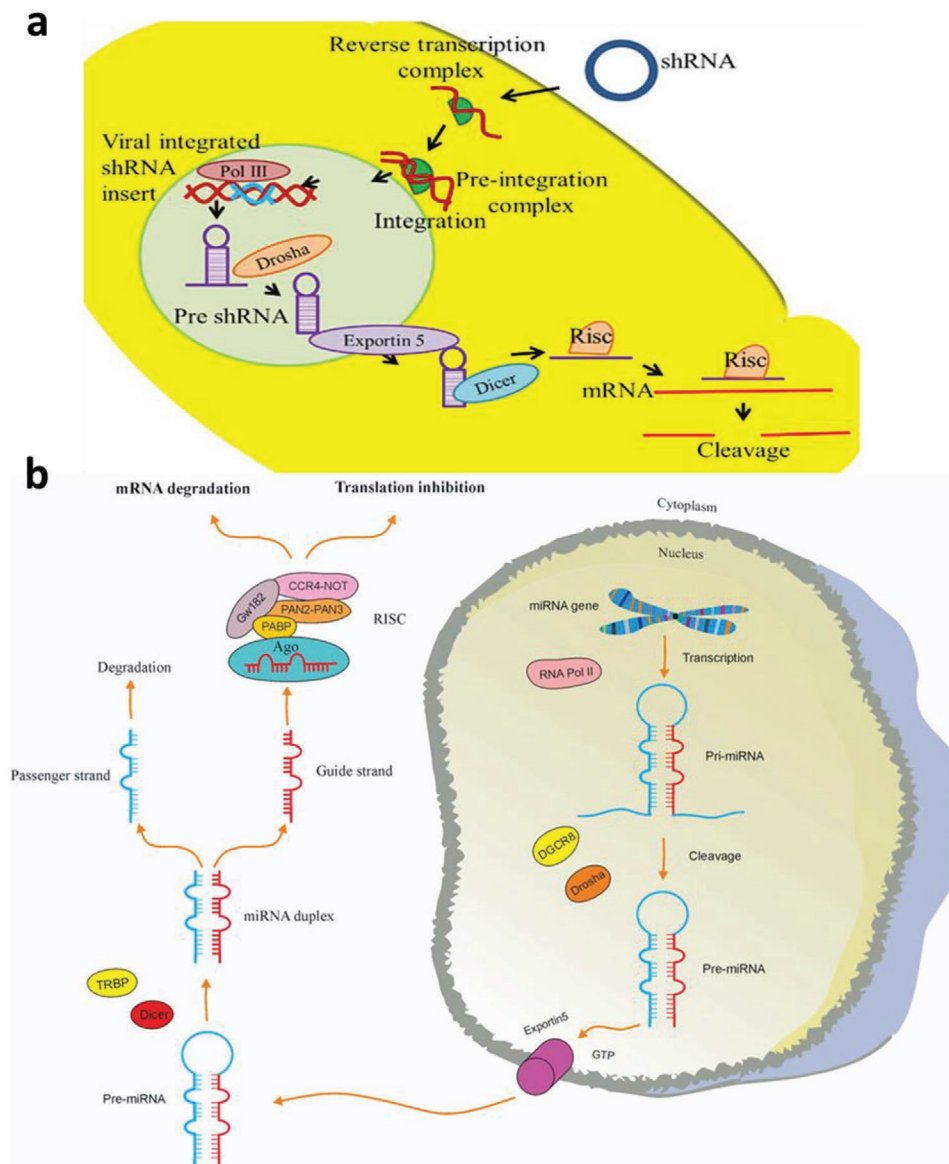 a
Reverse transcription
complex
shRNA
Viral integrated
shRNA
insert
Pol III
Pre-integration
complex
Integration
Drosha
Pre shRNA
Exportin 5
Dicer
Risc
mRNA
Risc
Cleavage
b
mRNA degradation
Translation inhibition
CCR4-NOT
Gw182
PAN2-PAN3
PABP
RISC
Ago
Degradation
Passenger strand
Guide strand
miRNA duplex
TRBP
Dicer
Pre-miRNA
Cytoplasm
Nucleus
miRNA gene
Transcription
RNA Pol II
Pri-miRNA
DGCR8
Cleavage
Drosha
Pre-miRNA
Exportin5
GTP